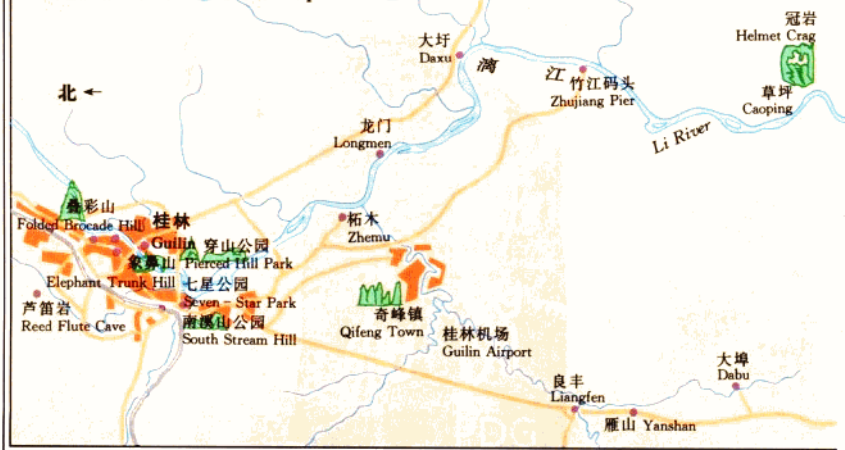 冠岩
Helmet Crag
大圩
Daxu
漓 江
竹江码头
Zhujiang Pier
草坪
Caoping
北 ←
龙门
Longmen
Li River
叠彩山
Folded Brocade Hill
桂林
Guilin
穿山公园
Pierced Hill Park
柘木
Zhemu
象鼻山
Elephant Trunk Hill
七星公园
Seven-Star Park
芦笛岩
Reed Flute Cave
南溪山公园
South Stream Hill
奇峰镇
Qifeng Town
桂林机场
Guilin Airport
大埠
Dabu
良丰
Liangfen
雁山 Yanshan
PDG